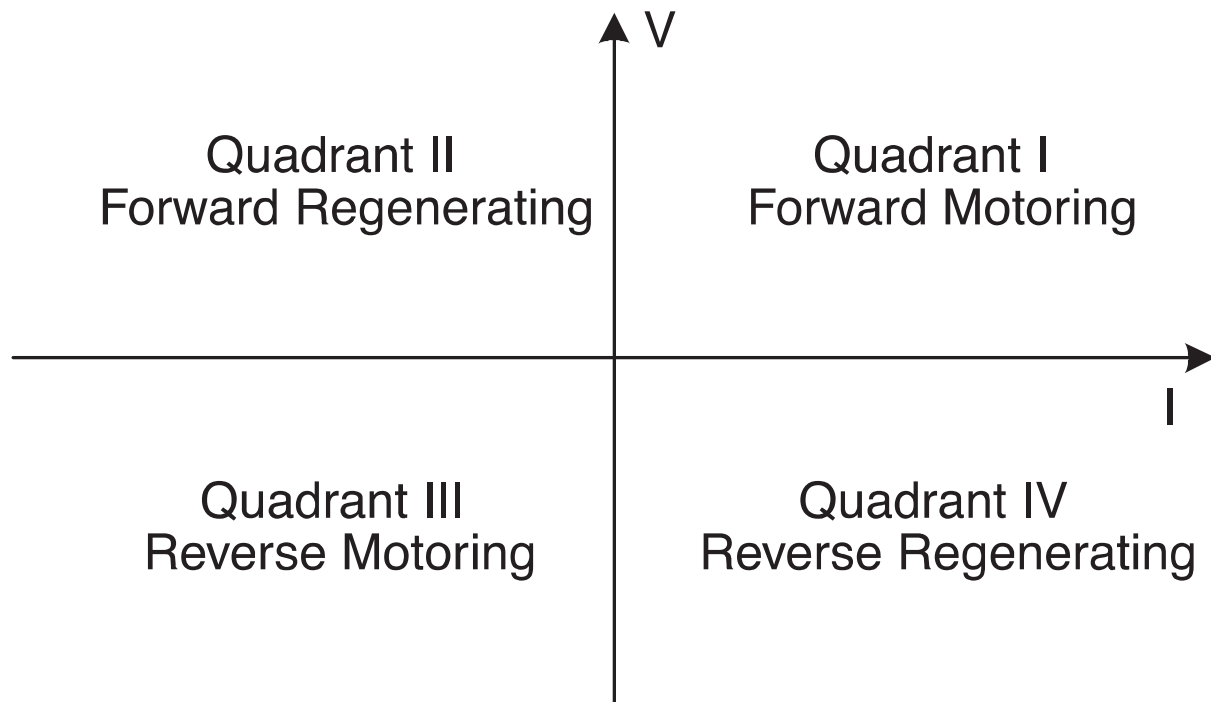 V
Quadrant II
Forward Regenerating
Quadrant I
Forward Motoring
I
Quadrant III
Reverse Motoring
Quadrant IV
Reverse Regenerating